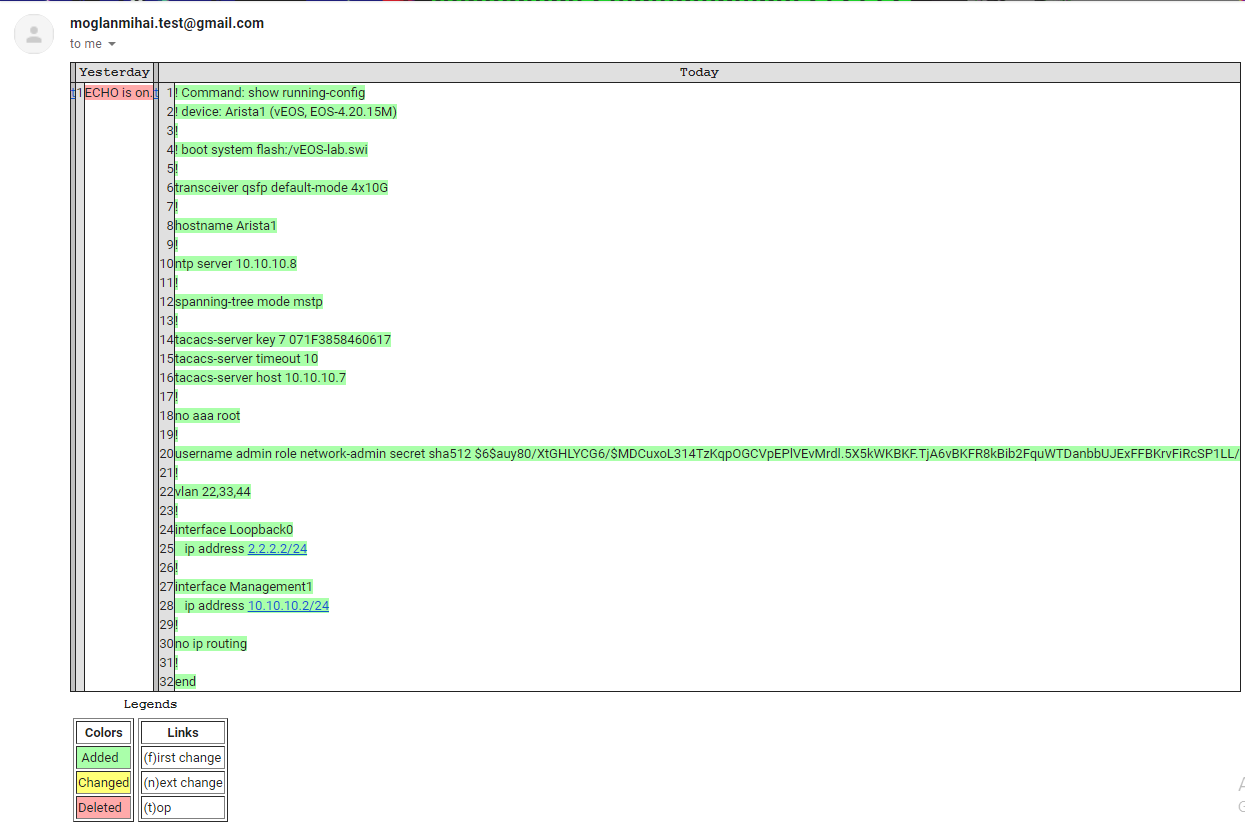 moglanmihai.test@gmail.com
to me
Yesterday Today
t 1 ECHO is on. t 1 ! Command: show running-config
2 ! device: Arista1 (vEOS, EOS-4.20.15M)
3 !
4 ! boot system flash:/vEOS-lab.swi
5 !
6 transceiver qsfp default-mode 4x10G
7 !
8 hostname Arista1
9 !
10 ntp server 10.10.10.8
11 !
12 spanning-tree mode mstp
13 !
14 tacacs-server key 7 071F3858460617
15 tacacs-server timeout 10
16 tacacs-server host 10.10.10.7
17 !
18 no aaa root
19 !
20 username admin role network-admin secret sha512 $6$auy80/XtGHLYCG6/$MDCuxoL314TzKqpOGCVpEPlVEvMrdl.5X5kWKBKF.TjA6vBKFR8kBib2FquWTDanbbUJExFFBKrvFiRcSP1LL/
21 !
22 vlan 22,33,44
23 !
24 interface Loopback0
25 ip address 2.2.2.2/24
26 !
27 interface Management1
28 ip address 10.10.10.2/24
29 !
30 no ip routing
31 !
32 end
Legends
Colors Links
Added (f)irst change
Changed (n)ext change
Deleted (t)op